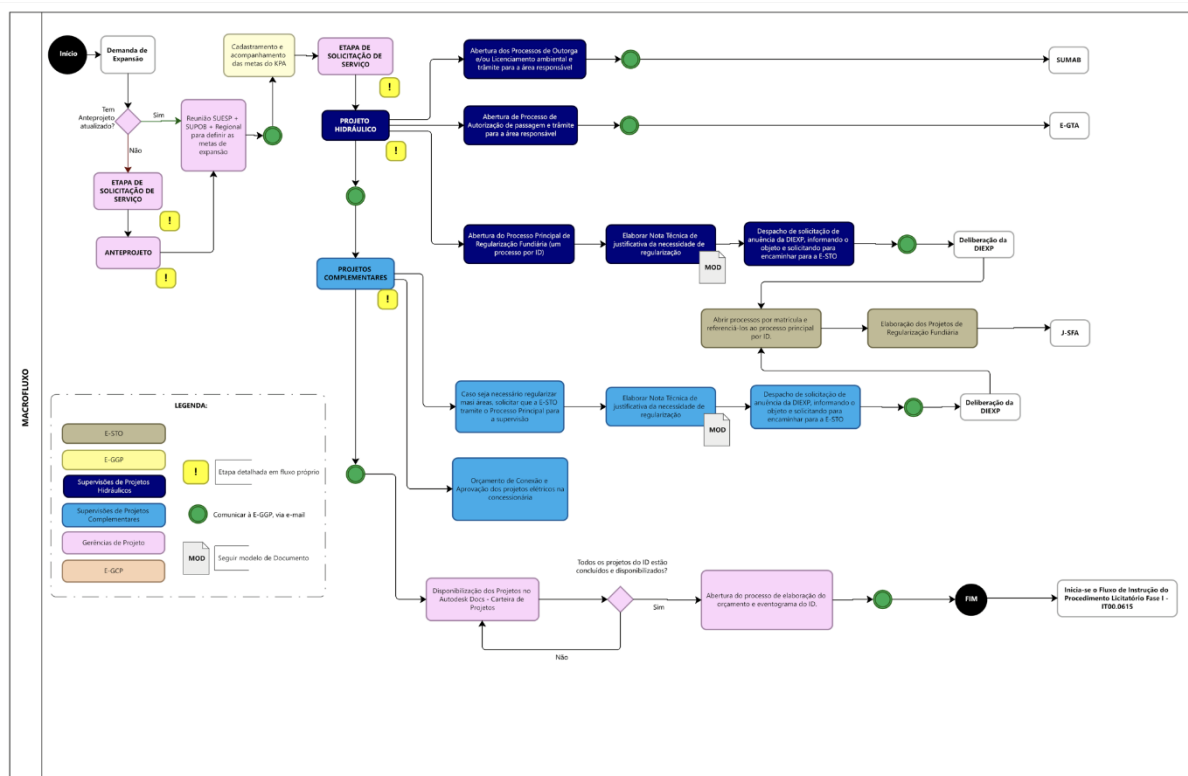 MACROFLUXO
Início
Demanda de
Expansão
Tem
Anteprojeto
atualizado?
Sim
Não
ETAPA DE
SOLICITAÇÃO DE
SERVIÇO
!
ANTEPROJETO
!
Reunião SUESP +
SUPOB + Regional
para definir as
metas de
expansão
Cadastramento e
acompanhamento
das metas do KPA
ETAPA DE
SOLICITAÇÃO DE
SERVIÇO
!
PROJETO
HIDRÁULICO
!
Abertura dos Processos de Outorga
e/ou Licenciamento ambiental e
trâmite para a área responsável
SUMAB
Abertura de Processo de
Autorização de passagem e trâmite
para a área responsável
E-GTA
Abertura do Processo Principal de
Regularização Fundiária (um
processo por ID)
Elaborar Nota Técnica de
justificativa da necessidade de
regularização
MOD
Despacho de solicitação de
anuência da DIEXP, informando o
objeto e solicitando para
encaminhar para a E-STO
Deliberação da
DIEXP
PROJETOS
COMPLEMENTARES
!
Abrir processos por matrícula e
referenciá-los ao processo principal
por ID.
Elaboração dos Projetos de
Regularização Fundiária
J-SFA
Caso seja necessário regularizar
mais áreas, solicitar que a E-STO
tramite o Processo Principal para
a supervisão
Elaborar Nota Técnica de
justificativa da necessidade de
regularização
MOD
Despacho de solicitação de
anuência da DIEXP, informando o
objeto e solicitando para
encaminhar para a E-STO
Deliberação da
DIEXP
Orçamento de Conexão e
Aprovação dos projetos elétricos na
concessionária
Disponibilização dos Projetos no
Autodesk Docs - Carteira de
Projetos
Todos os projetos do ID estão
concluídos e disponibilizados?
Sim
Não
Abertura do processo de elaboração do
orçamento e eventograma do ID.
FIM
Inicia-se o Fluxo de Instrução do
Procedimento Licitatório Fase I -
IT00.0615
LEGENDA:
E-STO
E-GGP
Supervisões de Projetos
Hidráulicos
Supervisões de Projetos
Complementares
Gerências de Projeto
E-GCP
!
Etapa detalhada em fluxo próprio
Comunicar à E-GGP, via e-mail
MOD
Seguir modelo de Documento